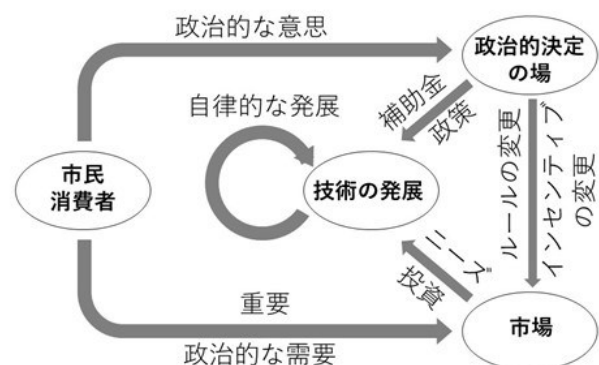 政治的な意思
政治的決定
の場
補助金
政策
自律的な発展
市民
消費者
技術の発展
ルールの変更
インセンティブ
の変更
ニーズ
投資
重要
市場
政治的な需要